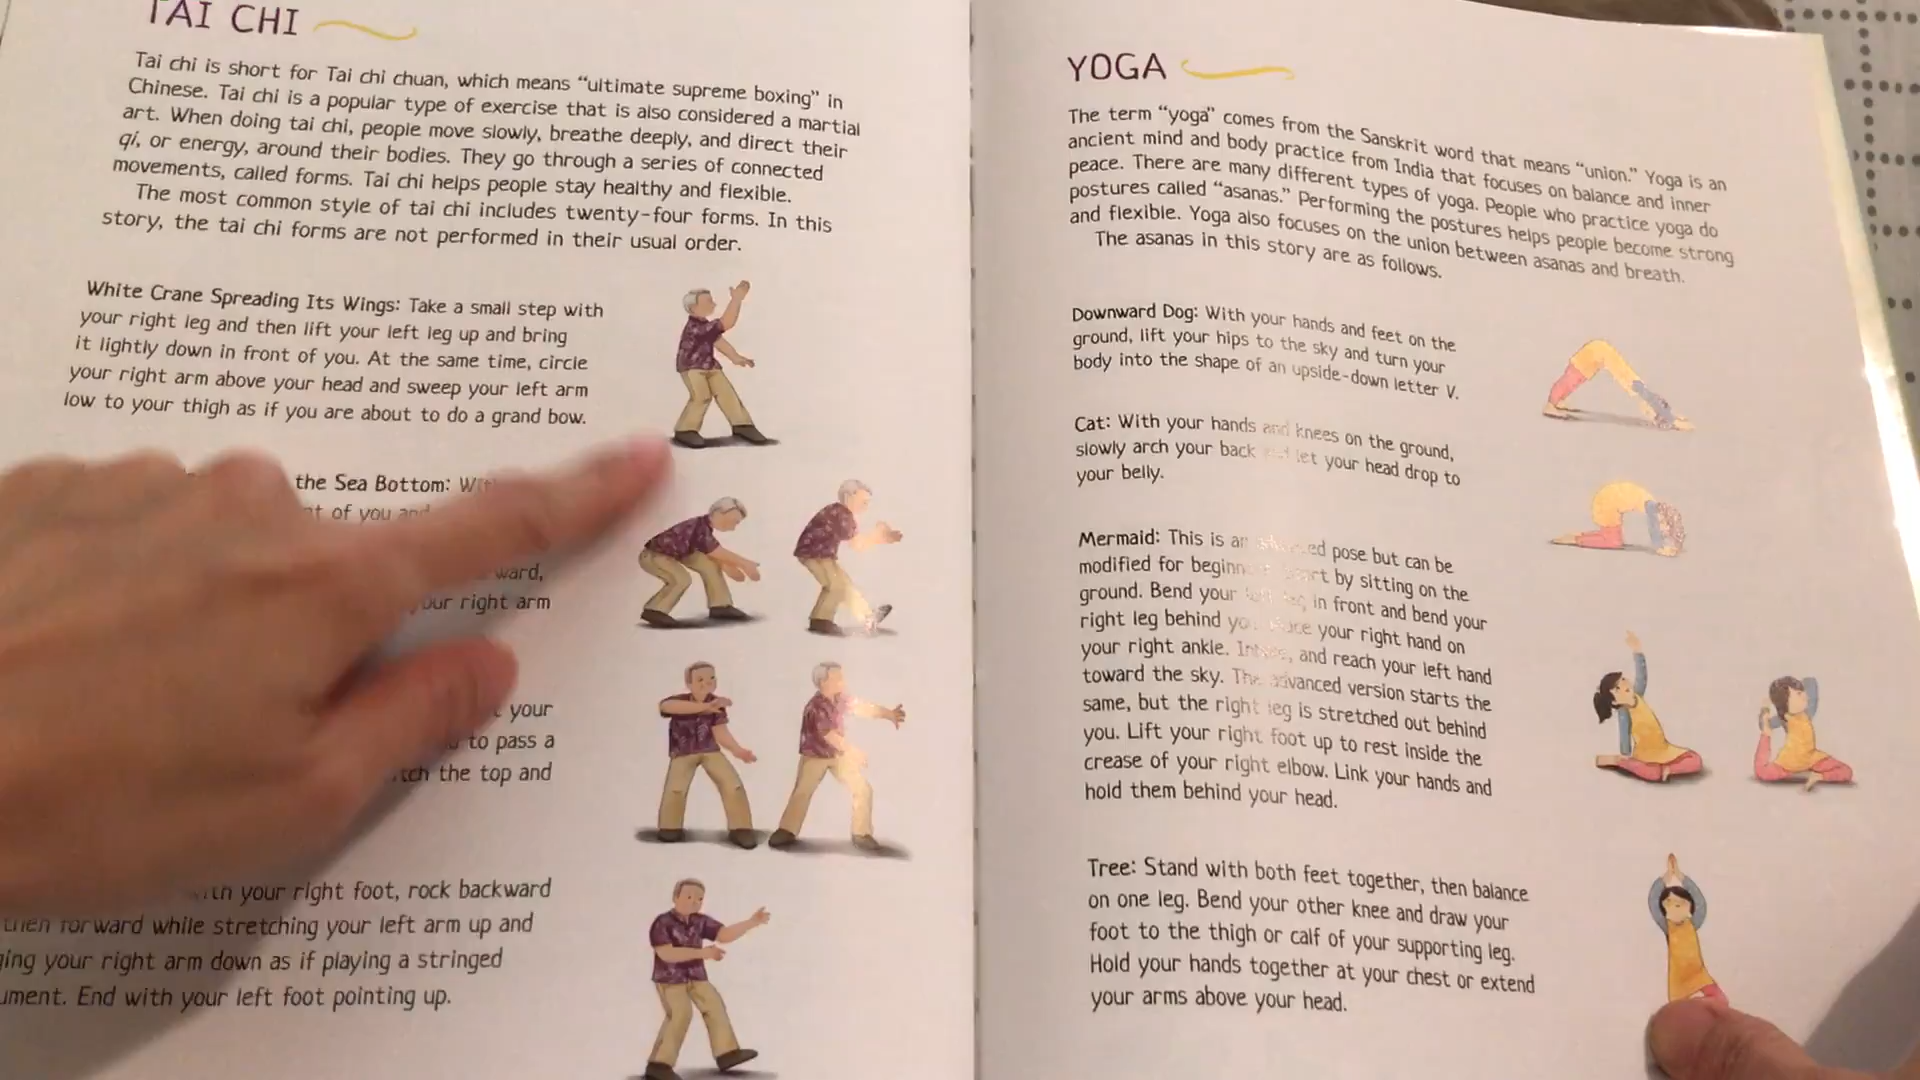 TAI CHI
Tai chi is short for Tai chi chuan, which means “ultimate supreme boxing” in
Chinese. Tai chi is a popular type of exercise that is also considered a martial
art. When doing tai chi, people move slowly, breathe deeply, and direct their
qi, or energy, around their bodies. They go through a series of connected
movements, called forms. Tai chi helps people stay healthy and flexible.
The most common style of tai chi includes twenty-four forms. In this
story, the tai chi forms are not performed in their usual order.
White Crane Spreading Its Wings: Take a small step with
your right leg and then lift your left leg up and bring
it lightly down in front of you. At the same time, circle
your right arm above your head and sweep your left arm
low to your thigh as if you are about to do a grand bow.
the Sea Bottom:
of you and
your right arm
your
to pass a
the top and
your right foot, rock backward
then forward while stretching your left arm up and
your right arm down as if playing a stringed
End with your left foot pointing up.
YOGA
The term “yoga” comes from the Sanskrit word that means “union.” Yoga is an
ancient mind and body practice from India that focuses on balance and inner
peace. There are many different types of yoga. People who practice yoga do
postures called “asanas.” Performing the postures helps people become strong
and flexible. Yoga also focuses on the union between asanas and breath.
The asanas in this story are as follows.
Downward Dog: With your hands and feet on the
ground, lift your hips to the sky and turn your
body into the shape of an upside-down letter V.
Cat: With your hands and knees on the ground,
slowly arch your back let your head drop to
your belly.
Mermaid: This is an pose but can be
modified for by sitting on the
ground. Bend your in front and bend your
right leg behind your right hand on
your right ankle. and reach your left hand
toward the sky. The advanced version starts the
same, but the right leg is stretched out behind
you. Lift your right foot up to rest inside the
crease of your right elbow. Link your hands and
hold them behind your head.
Tree: Stand with both feet together, then balance
on one leg. Bend your other knee and draw your
foot to the thigh or calf of your supporting leg.
Hold your hands together at your chest or extend
your arms above your head.